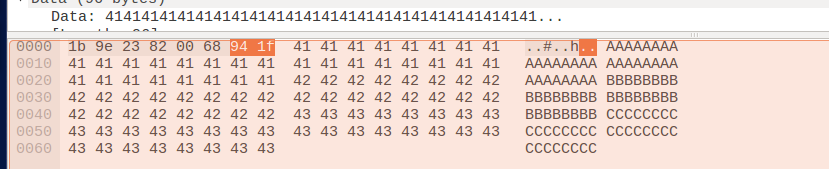 Data: 41414141414141414141414141414141414141414141414141...
0000 1b 9e 23 82 00 68 94 1f 41 41 41 41 41 41 41 41 ..#..h.. AAAAAAAA
0010 41 41 41 41 41 41 41 41 41 41 41 41 41 41 41 41 AAAAAAAA AAAAAAAA
0020 41 41 41 41 41 41 41 41 42 42 42 42 42 42 42 42 AAAAAAAA BBBBBBBB
0030 42 42 42 42 42 42 42 42 42 42 42 42 42 42 42 42 BBBBBBBB BBBBBBBB
0040 42 42 42 42 42 42 42 42 43 43 43 43 43 43 43 43 BBBBBBBB CCCCCCCC
0050 43 43 43 43 43 43 43 43 43 43 43 43 43 43 43 43 CCCCCCCC CCCCCCCC
0060 43 43 43 43 43 43 43 43 CCCCCCCC